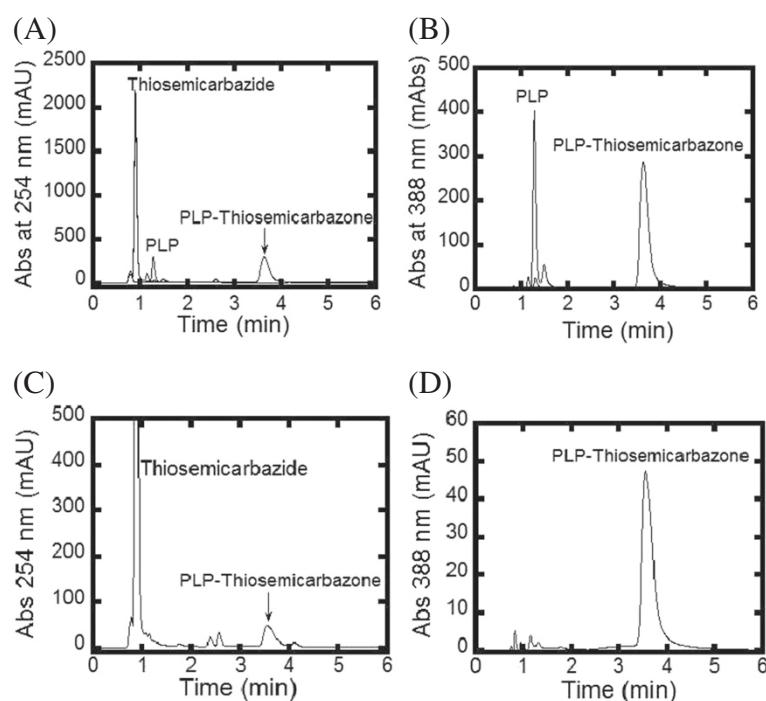 (A)
Abs at 254 nm (mAU)
2500
2000
1500
1000
500
0
Thiosemicarbazide
PLP
PLP-Thiosemicarbazone
0 1 2 3 4 5 6
Time (min)
(B)
Abs at 388 nm (mAbs)
500
400
300
200
100
0
PLP
PLP-Thiosemicarbazone
0 1 2 3 4 5 6
Time (min)
(C)
Abs 254 nm (mAU)
500
400
300
200
100
0
Thiosemicarbazide
PLP-Thiosemicarbazone
0 1 2 3 4 5 6
Time (min)
(D)
Abs 388 nm (mAU)
60
50
40
30
20
10
0
PLP-Thiosemicarbazone
0 1 2 3 4 5 6
Time (min)